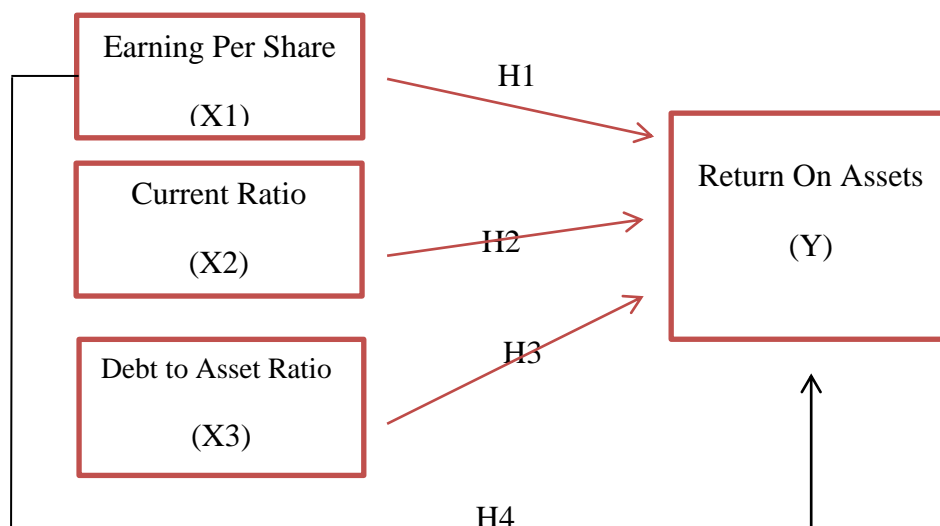 Earning Per Share
(X1)
H1
Current Ratio
(X2)
H2
Return On Assets
(Y)
Debt to Asset Ratio
(X3)
H3
H4